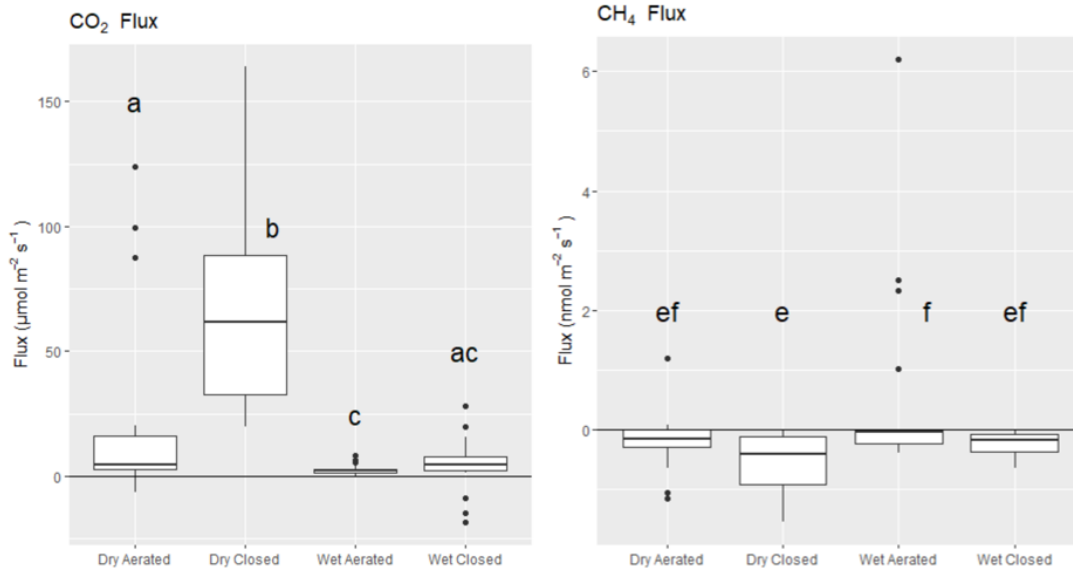 CO₂ Flux
Flux (µmol m⁻² s⁻¹ )
150
100
50
0
a
b
c
ac
Dry Aerated Dry Closed Wet Aerated Wet Closed
CH₄ Flux
Flux (nmol m⁻² s⁻¹ )
6
4
2
0
ef e f ef
Dry Aerated Dry Closed Wet Aerated Wet Closed